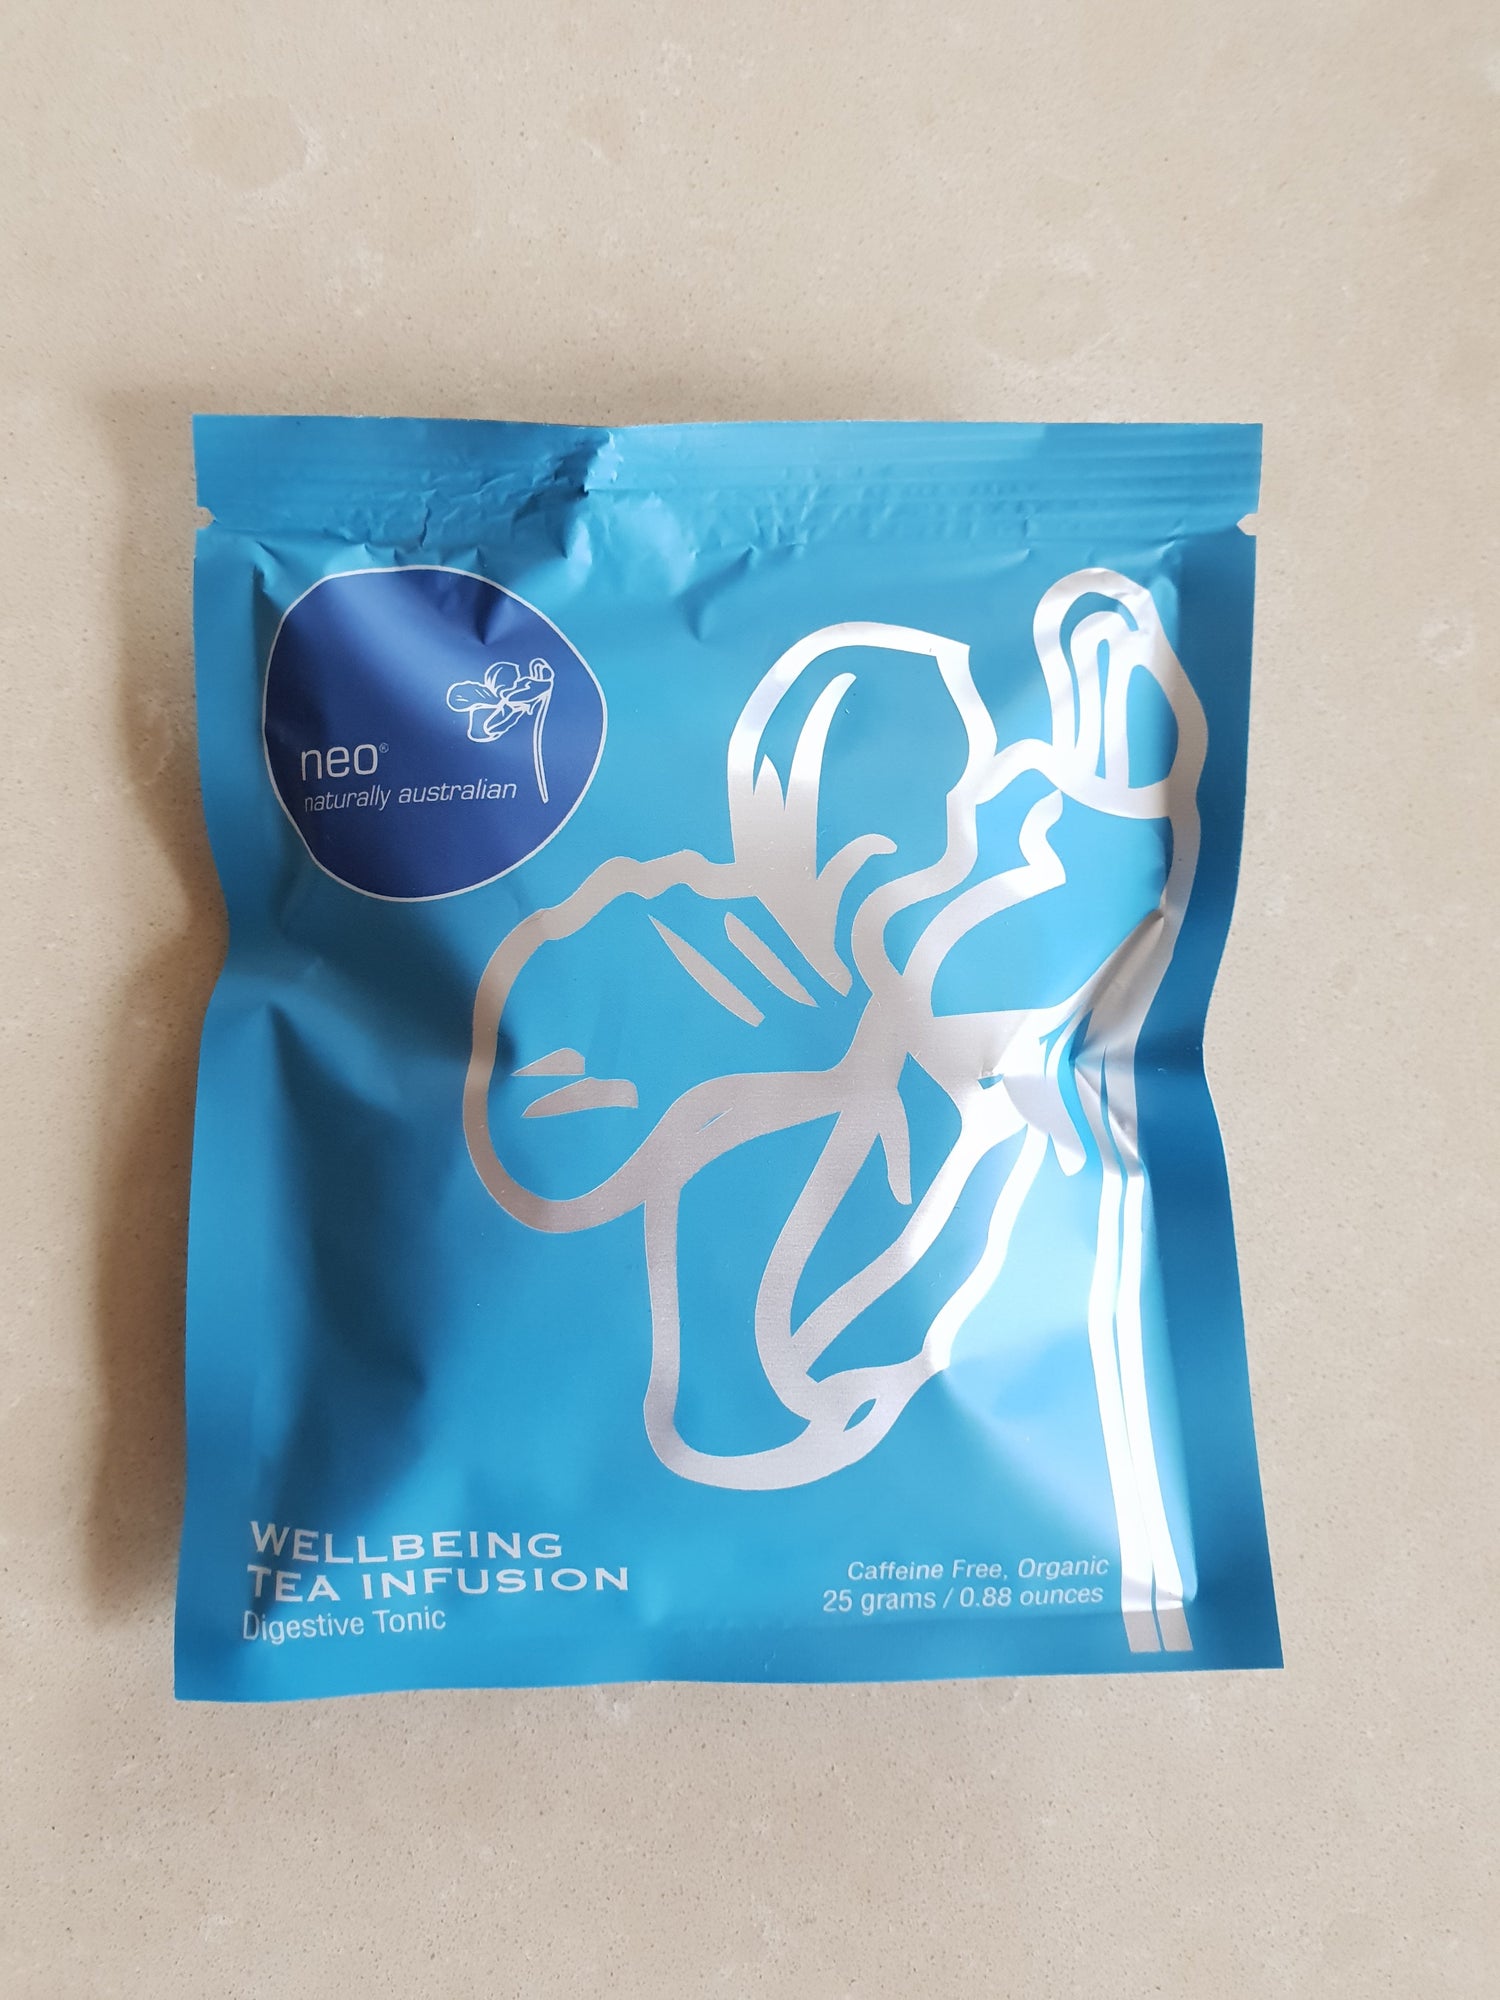 neo®
naturally australian
WELLBEING
TEA INFUSION
Digestive Tonic
Caffeine Free, Organic
25 grams / 0.88 ounces